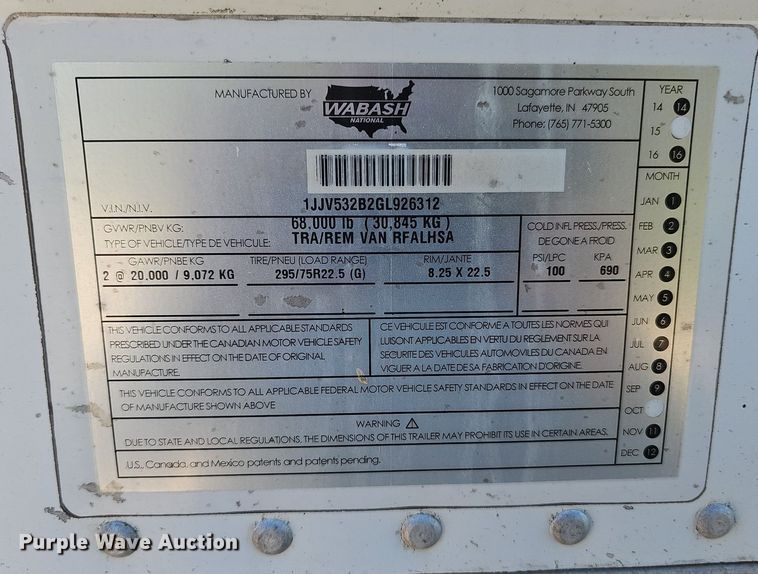 MANUFACTURED BY
WABASH
NATIONAL
1000 Sagamore Parkway South
Lafayette, IN 47905
Phone: (765) 771-5300
YEAR
14 14
15
16 16
MONTH
JAN 1
FEB 2
MAR 3
APR 4
MAY 5
JUN 6
JUL 7
AUG 8
SEP 9
OCT
NOV 11
DEC 12
V.I.N./N.I.V. 1JJV532B2GL926312
GVWR/PNBV KG: 68,000 lb (30,845 KG)
TYPE OF VEHICLE/TYPE DE VEHICULE: TRA/REM VAN RFALHSA
COLD INFL PRESS./PRESS.
DE GONE A FROID
GAWR/PNBE KG TIRE/PNEU (LOAD RANGE) RIM/JANTE PSI/LPC KPA
2 @ 20,000 / 9,072 KG 295/75R22.5 (G) 8.25 X 22.5 100 690
THIS VEHICLE CONFORMS TO ALL APPLICABLE STANDARDS
PRESCRIBED UNDER THE CANADIAN MOTOR VEHICLE SAFETY
REGULATIONS IN EFFECT ON THE DATE OF ORIGINAL
MANUFACTURE.
CE VEHICULE EST CONFORME A TOUTES LES NORMES QUI
LUI SONT APPLICABLES EN VERTU DU REGLEMENT SUR LA
SECURITE DES VEHICULES AUTOMOVILES DU CANADA EN
VIGUER A LA DATE DE SA FABRICATION D'ORIGINE.
THIS VEHICLE CONFORMS TO ALL APPLICABLE FEDERAL MOTOR VEHICLE SAFETY STANDARDS IN EFFECT ON THE DATE
OF MANUFACTURE SHOWN ABOVE
WARNING
DUE TO STATE AND LOCAL REGULATIONS, THE DIMENSIONS OF THIS TRAILER MAY PROHIBIT ITS USE IN CERTAIN AREAS.
U.S., Canada, and Mexico patents and patents pending.
Purple Wave Auction